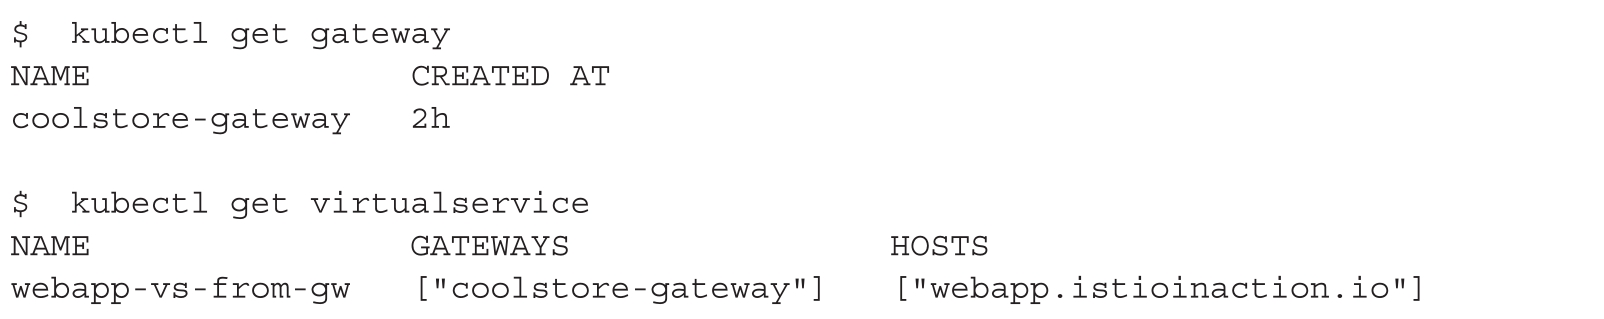 $  kubectl get gateway
NAME                CREATED AT
coolstore-gateway   2h

$  kubectl get virtualservice
NAME                GATEWAYS                HOSTS
webapp-vs-from-gw   ["coolstore-gateway"]   ["webapp.istioinaction.io"]